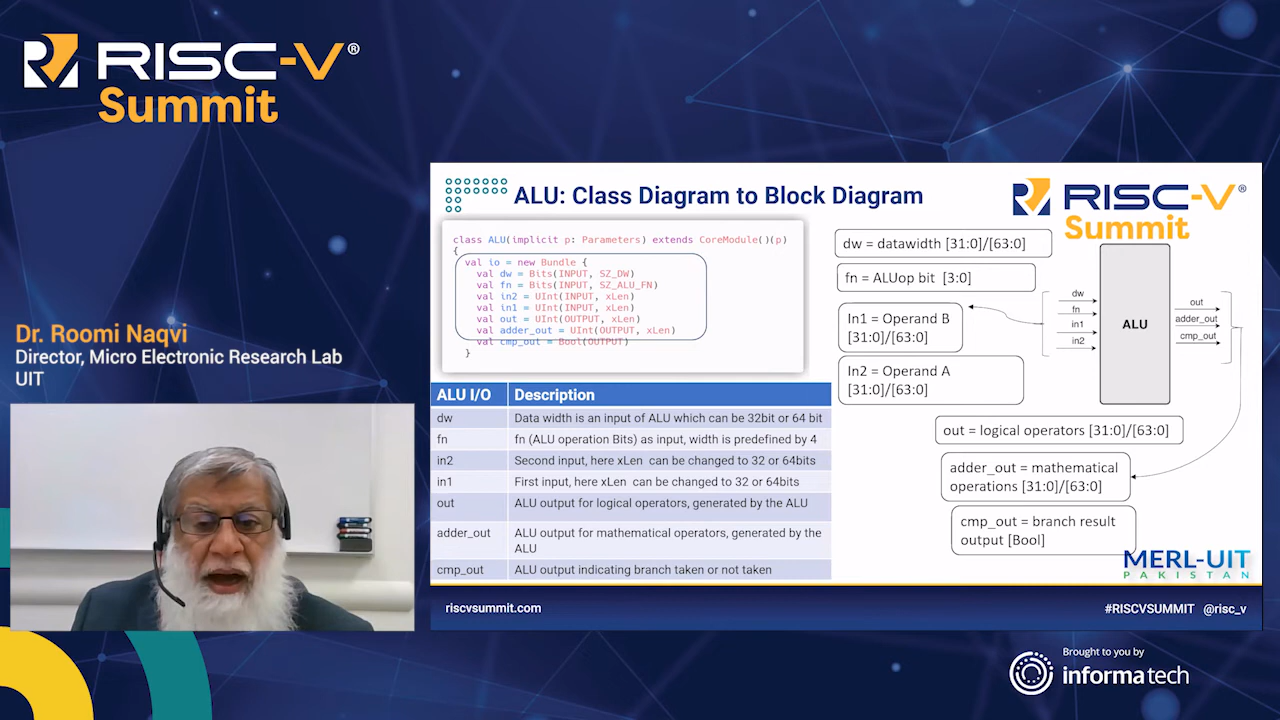 RISC-V®
Summit
Dr. Roomi Naqvi
Director, Micro Electronic Research Lab
UIT
ALU: Class Diagram to Block Diagram
RISC-V®
Summit
class ALU(implicit p: Parameters) extends CoreModule()(p)
{
val io = new Bundle {
val dw = Bits(INPUT, SZ_DW)
val fn = Bits(INPUT, SZ_ALU_FN)
val in2 = UInt(INPUT, xLen)
val in1 = UInt(INPUT, xLen)
val out = UInt(OUTPUT, xLen)
val adder_out = UInt(OUTPUT, xLen)
val cmp_out = Bool(OUTPUT)
}
ALU I/O Description
dw Data width is an input of ALU which can be 32bit or 64 bit
fn fn (ALU operation Bits) as input, width is predefined by 4
in2 Second input, here xLen can be changed to 32 or 64bits
in1 First input, here xLen can be changed to 32 or 64bits
out ALU output for logical operators, generated by the ALU
adder_out ALU output for mathematical operators, generated by the
ALU
cmp_out ALU output indicating branch taken or not taken
dw = datawidth [31:0]/[63:0]
fn = ALUop bit [3:0]
In1 = Operand B
[31:0]/[63:0]
In2 = Operand A
[31:0]/[63:0]
dw
fn
in1
in2
ALU
out
adder_out
cmp_out
out = logical operators [31:0]/[63:0]
adder_out = mathematical
operations [31:0]/[63:0]
cmp_out = branch result
output [Bool]
MERL-UIT
PAKISTAN
riscvsummit.com
#RISCVSUMMIT @risc_v
Brought to you by
informa tech